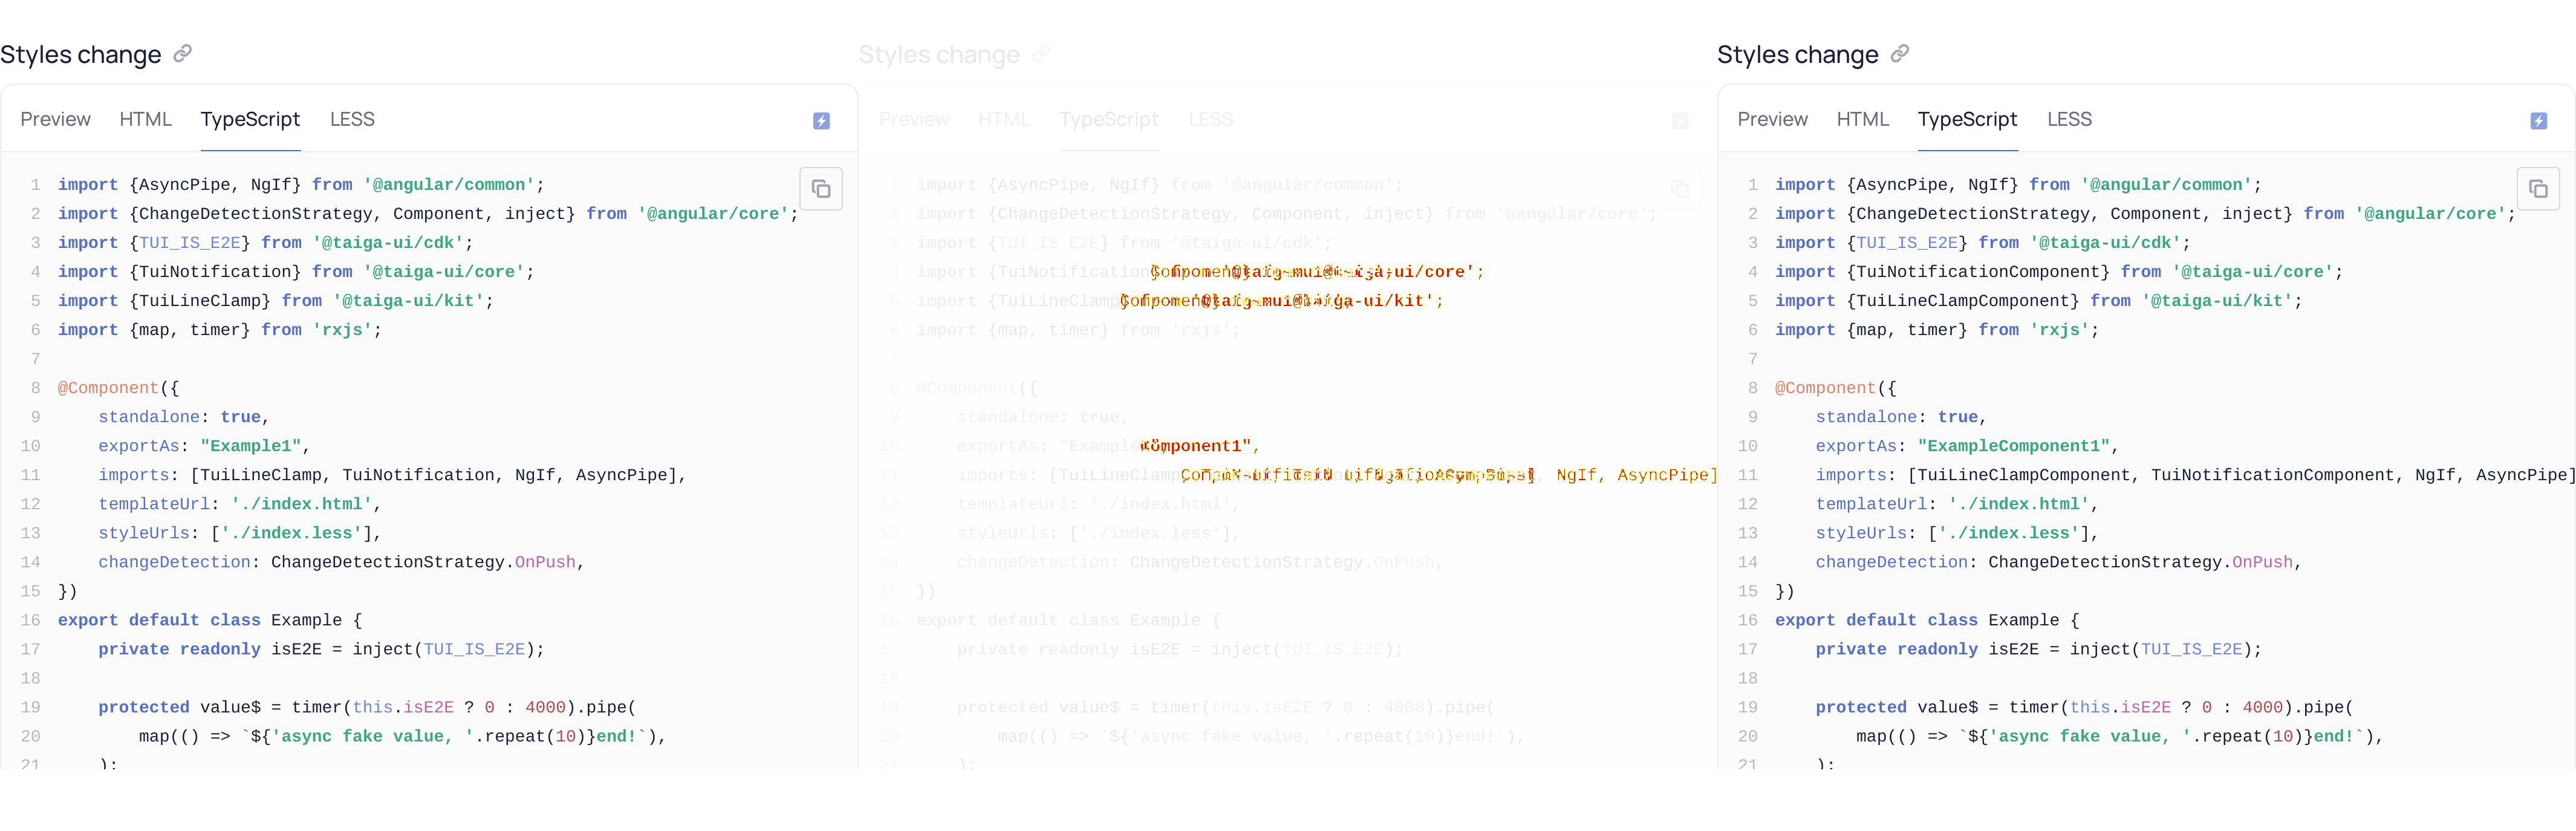 Styles change
Preview HTML TypeScript LESS
1 import {AsyncPipe, NgIf} from '@angular/common';
2 import {ChangeDetectionStrategy, Component, inject} from '@angular/core';
3 import {TUI_IS_E2E} from '@taiga-ui/cdk';
4 import {TuiNotification} from '@taiga-ui/core';
5 import {TuiLineClamp} from '@taiga-ui/kit';
6 import {map, timer} from 'rxjs';
7
8 @Component({
9 standalone: true,
10 exportAs: "Example1",
11 imports: [TuiLineClamp, TuiNotification, NgIf, AsyncPipe],
12 templateUrl: './index.html',
13 styleUrls: ['./index.less'],
14 changeDetection: ChangeDetectionStrategy.OnPush,
15 })
16 export default class Example {
17 private readonly isE2E = inject(TUI_IS_E2E);
18
19 protected value$ = timer(this.isE2E ? 0 : 4000).pipe(
20 map(() => `${'async fake value, '.repeat(10)}end!`),
21 );
Styles change
Preview HTML TypeScript LESS
1 import {AsyncPipe, NgIf} from '@angular/common';
2 import {ChangeDetectionStrategy, Component, inject} from '@angular/core';
3 import {TUI_IS_E2E} from '@taiga-ui/cdk';
4 import {TuiNotification
5 import {TuiLineClamp
6 import {map, timer} from 'rxjs';
7
8 @Component({
9 standalone: true,
10 exportAs: "Example
11 imports: [TuiLineClamp NgIf, AsyncPipe]
12 templateUrl: './index.html',
13 styleUrls: ['./index.less'],
14 changeDetection: ChangeDetectionStrategy.OnPush,
15 })
16 export default class Example {
17 private readonly isE2E = inject(TUI_IS_E2E);
18
19 protected value$ = timer(this.isE2E ? 0 : 4000).pipe(
20 map(() => `${'async fake value, '.repeat(10)}end!`),
21 );
Styles change
Preview HTML TypeScript LESS
1 import {AsyncPipe, NgIf} from '@angular/common';
2 import {ChangeDetectionStrategy, Component, inject} from '@angular/core';
3 import {TUI_IS_E2E} from '@taiga-ui/cdk';
4 import {TuiNotificationComponent} from '@taiga-ui/core';
5 import {TuiLineClampComponent} from '@taiga-ui/kit';
6 import {map, timer} from 'rxjs';
7
8 @Component({
9 standalone: true,
10 exportAs: "ExampleComponent1",
11 imports: [TuiLineClampComponent, TuiNotificationComponent, NgIf, AsyncPipe]
12 templateUrl: './index.html',
13 styleUrls: ['./index.less'],
14 changeDetection: ChangeDetectionStrategy.OnPush,
15 })
16 export default class Example {
17 private readonly isE2E = inject(TUI_IS_E2E);
18
19 protected value$ = timer(this.isE2E ? 0 : 4000).pipe(
20 map(() => `${'async fake value, '.repeat(10)}end!`),
21 );